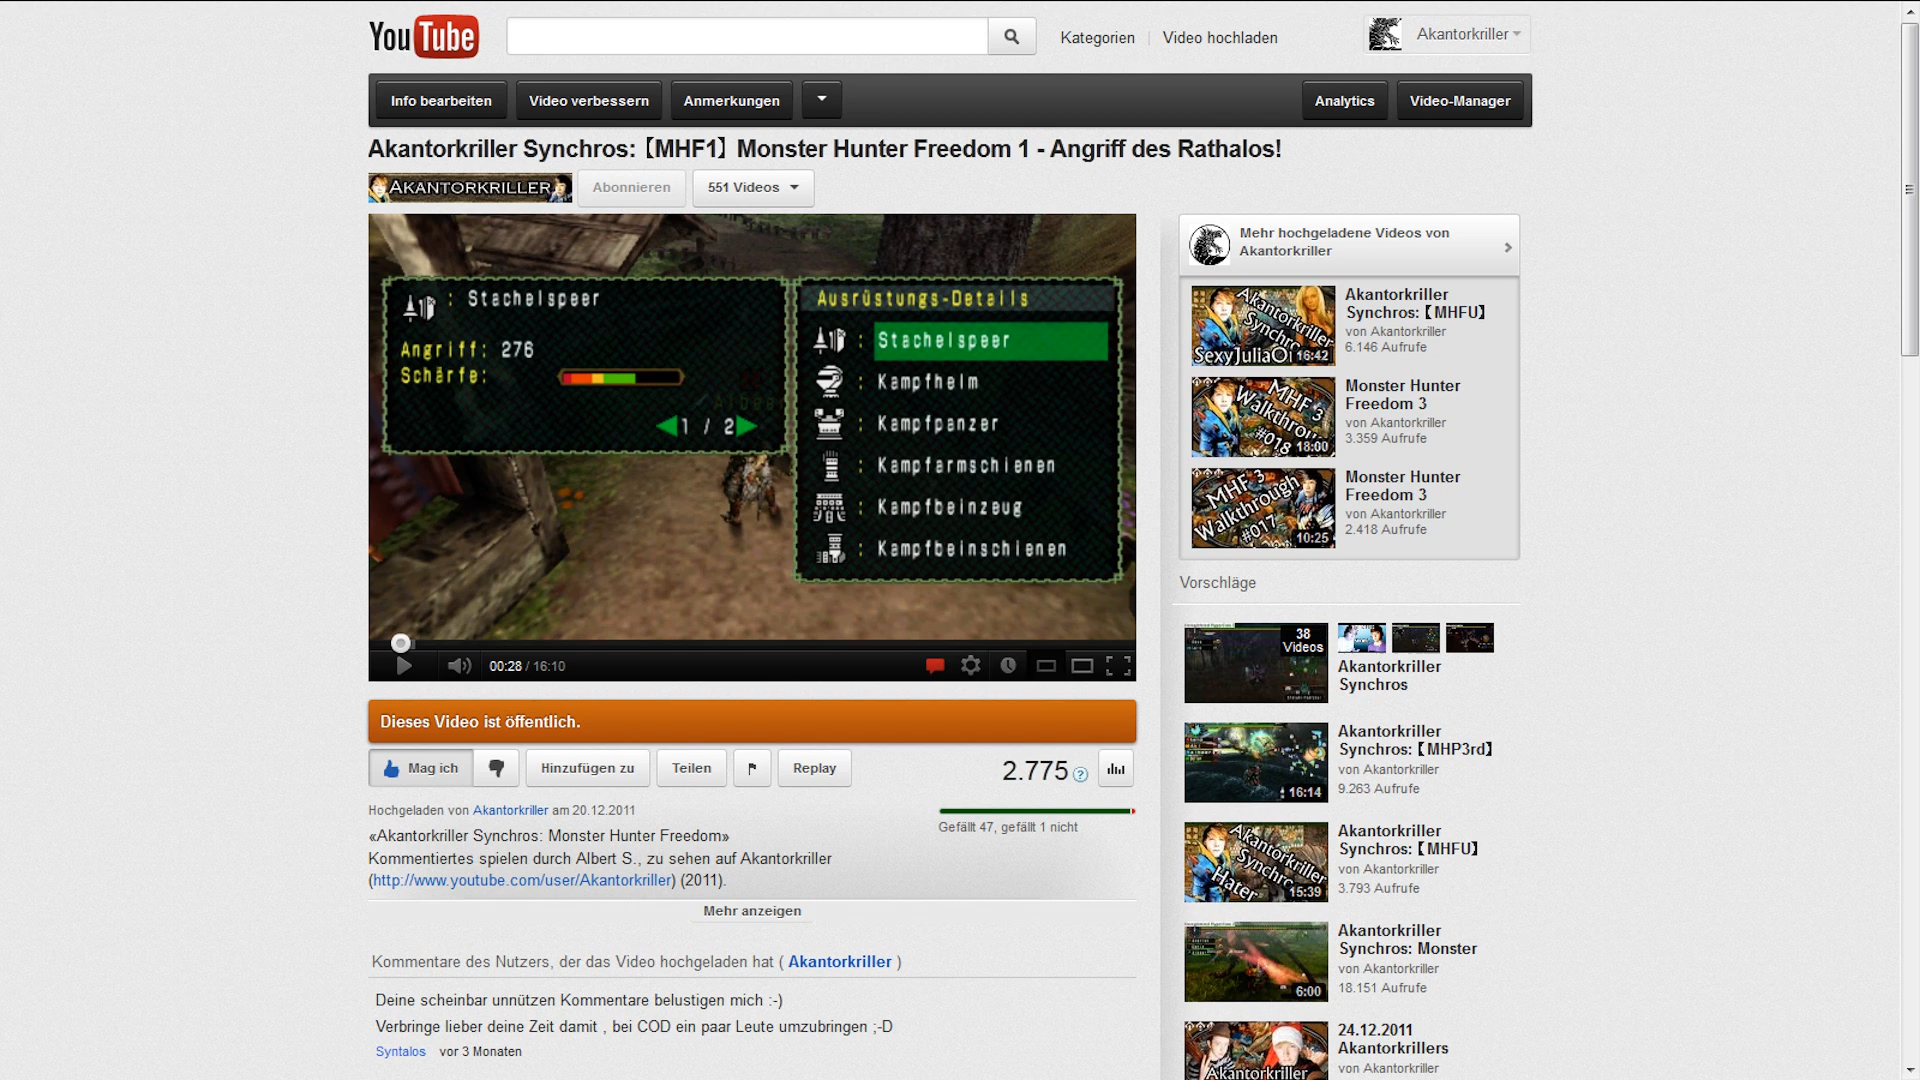 YouTube
Kategorien
Video hochladen
Akantorkriller
Info bearbeiten
Video verbessern
Anmerkungen
Analytics
Video-Manager
Akantorkriller Synchros:【MHF1】Monster Hunter Freedom 1 - Angriff des Rathalos!
AKANTORKRILLER
Abonnieren
551 Videos
: Stachelspeer
Angriff: 276
Schärfe:
1 / 2
Ausrüstungs-Details
: Stachelspeer
: Kampfhelm
: Kampfpanzer
: Kampfarmschienen
: Kampfbeinzeug
: Kampfbeinschienen
00:28 / 16:10
Dieses Video ist öffentlich.
Mag ich
Hinzufügen zu
Teilen
Replay
2.775
?
Hochgeladen von Akantorkriller am 20.12.2011
Gefällt 47, gefällt 1 nicht
«Akantorkriller Synchros: Monster Hunter Freedom»
Kommentiertes spielen durch Albert S., zu sehen auf Akantorkriller
(http://www.youtube.com/user/Akantorkriller) (2011).
Mehr anzeigen
Kommentare des Nutzers, der das Video hochgeladen hat ( Akantorkriller )
Deine scheinbar unnützen Kommentare belustigen mich :-)
Verbringe lieber deine Zeit damit , bei COD ein paar Leute umzubringen ;-D
Syntalos vor 3 Monaten
Mehr hochgeladene Videos von
Akantorkriller
Akantorkriller
16:42
Akantorkriller
Synchros:【MHFU】
von Akantorkriller
6.146 Aufrufe
MHF 3
Walkthrough
#018
18:00
Monster Hunter
Freedom 3
von Akantorkriller
3.359 Aufrufe
MHF 3
Walkthrough
#017
10:25
Monster Hunter
Freedom 3
von Akantorkriller
2.418 Aufrufe
Vorschläge
38
Videos
Akantorkriller
Synchros
16:14
Akantorkriller
Synchros:【MHP3rd】
von Akantorkriller
9.263 Aufrufe
Akantorkriller
Hater
15:39
Akantorkriller
Synchros:【MHFU】
von Akantorkriller
3.793 Aufrufe
6:00
Akantorkriller
Synchros: Monster
von Akantorkriller
18.151 Aufrufe
Akantorkriller
24.12.2011
Akantorkrillers
von Akantorkriller